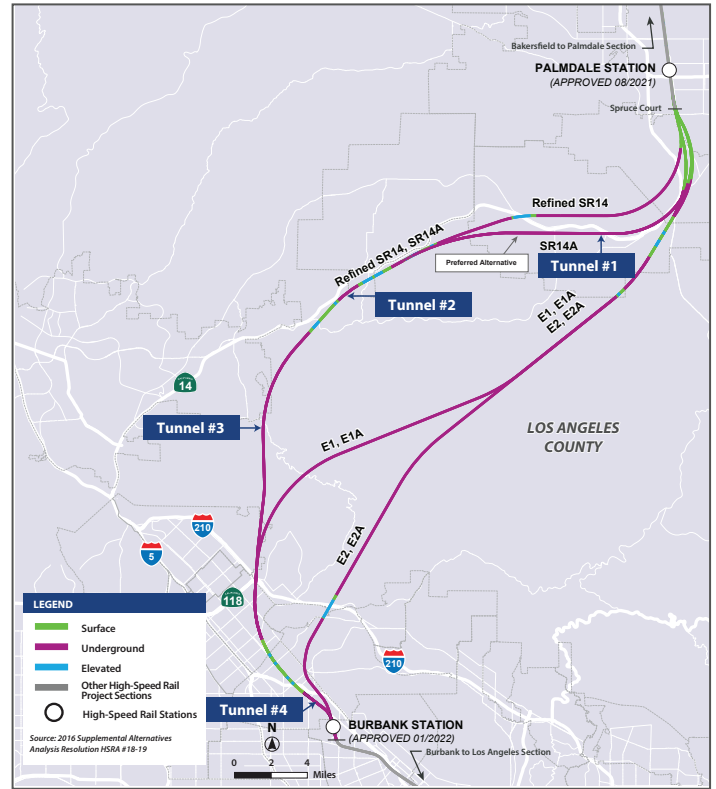 Bakersfield to Palmdale Section
PALMDALE STATION
(APPROVED 08/2021)
Spruce Court
Refined SR14
Refined SR14, SR14A
SR14A
Preferred Alternative
Tunnel #1
Tunnel #2
E1, E1A
E2, E2A
14
Tunnel #3
E1, E1A
LOS ANGELES
COUNTY
210
5
E2, E2A
118
210
LEGEND
Surface
Underground
Elevated
Other High-Speed Rail
Project Sections
High-Speed Rail Stations
Source: 2016 Supplemental Alternatives
Analysis Resolution HSRA #18-19
Tunnel #4
N
0 2 4
Miles
BURBANK STATION
(APPROVED 01/2022)
Burbank to Los Angeles Section